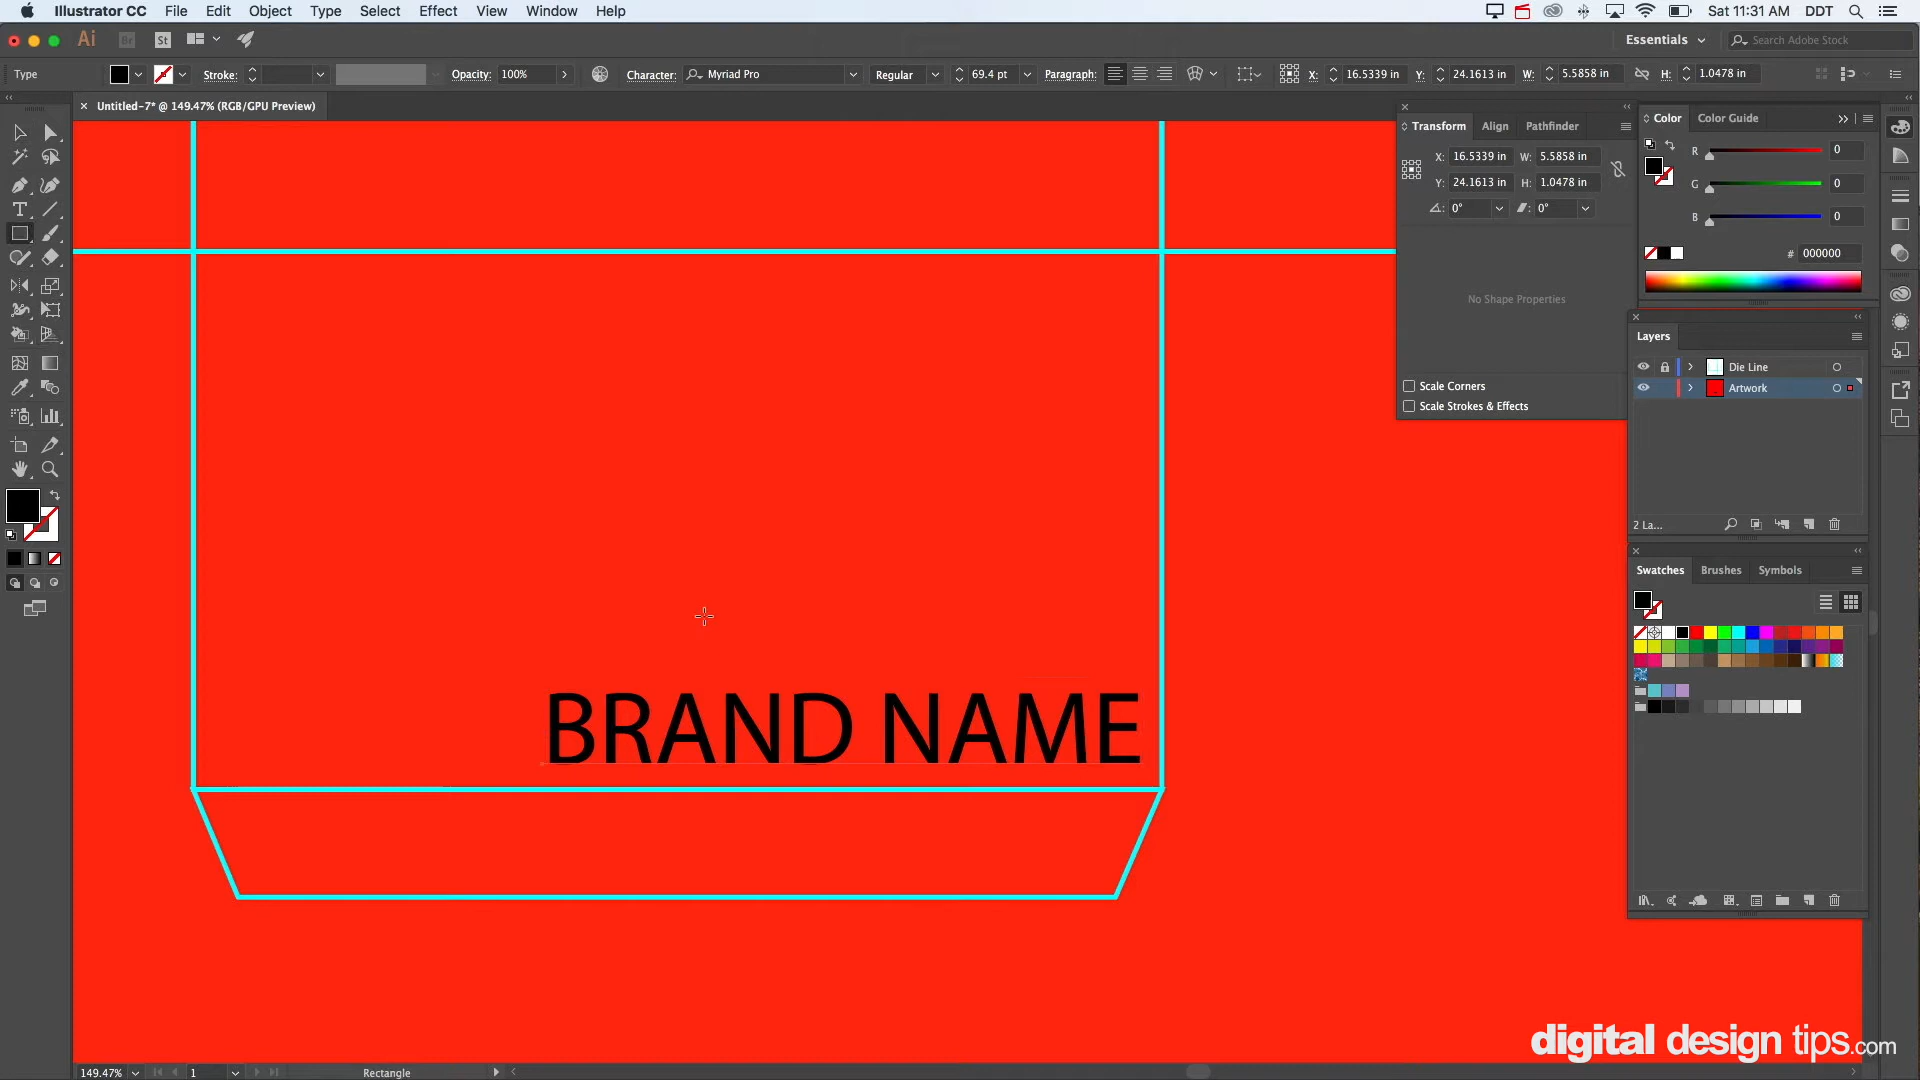 Illustrator CC File Edit Object Type Select Effect View Window Help Sat 11:31 AM DDT
Ai Br St Essentials Search Adobe Stock
Type Stroke: Opacity: 100% Character: Myriad Pro Regular 69.4 pt Paragraph: X: 16.5339 in Y: 24.1613 in W: 5.5858 in H: 1.0478 in
Untitled-7* @ 149.47% (RGB/GPU Preview)
Transform Align Pathfinder
X: 16.5339 in W: 5.5858 in
Y: 24.1613 in H: 1.0478 in
0° 0°
No Shape Properties
Scale Corners
Scale Strokes & Effects
Color Color Guide
R 0
G 0
B 0
# 000000
Layers
Die Line
Artwork
2 La...
Swatches Brushes Symbols
BRAND NAME
149.47% 1 Rectangle
digital design tips.com